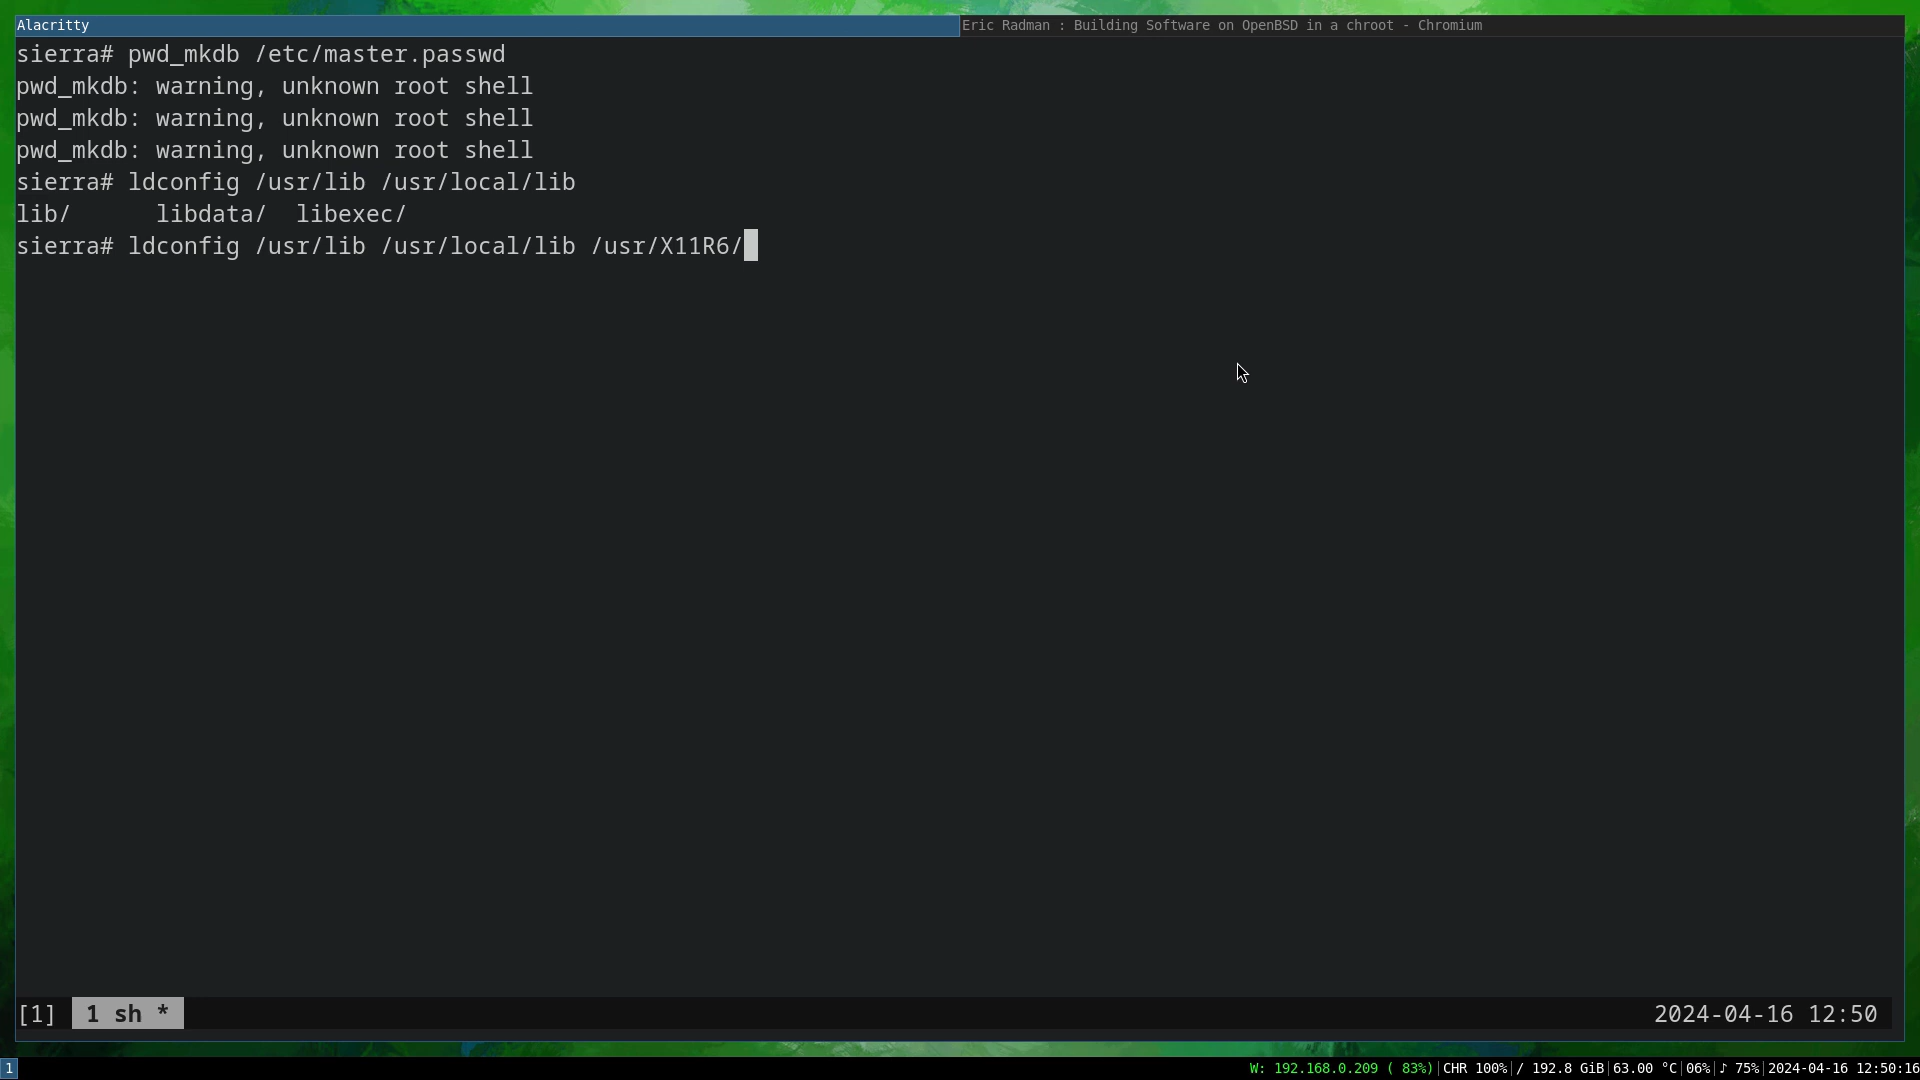 Alacritty
Eric Radman : Building Software on OpenBSD in a chroot - Chromium
sierra# pwd_mkdb /etc/master.passwd
pwd_mkdb: warning, unknown root shell
pwd_mkdb: warning, unknown root shell
pwd_mkdb: warning, unknown root shell
sierra# ldconfig /usr/lib /usr/local/lib
lib/      libdata/  libexec/
sierra# ldconfig /usr/lib /usr/local/lib /usr/X11R6/
[1]  1 sh *
2024-04-16 12:50
1
W: 192.168.0.209 ( 83%)|CHR 100%|/ 192.8 GiB|63.00 °C|06%|♪ 75%|2024-04-16 12:50:16